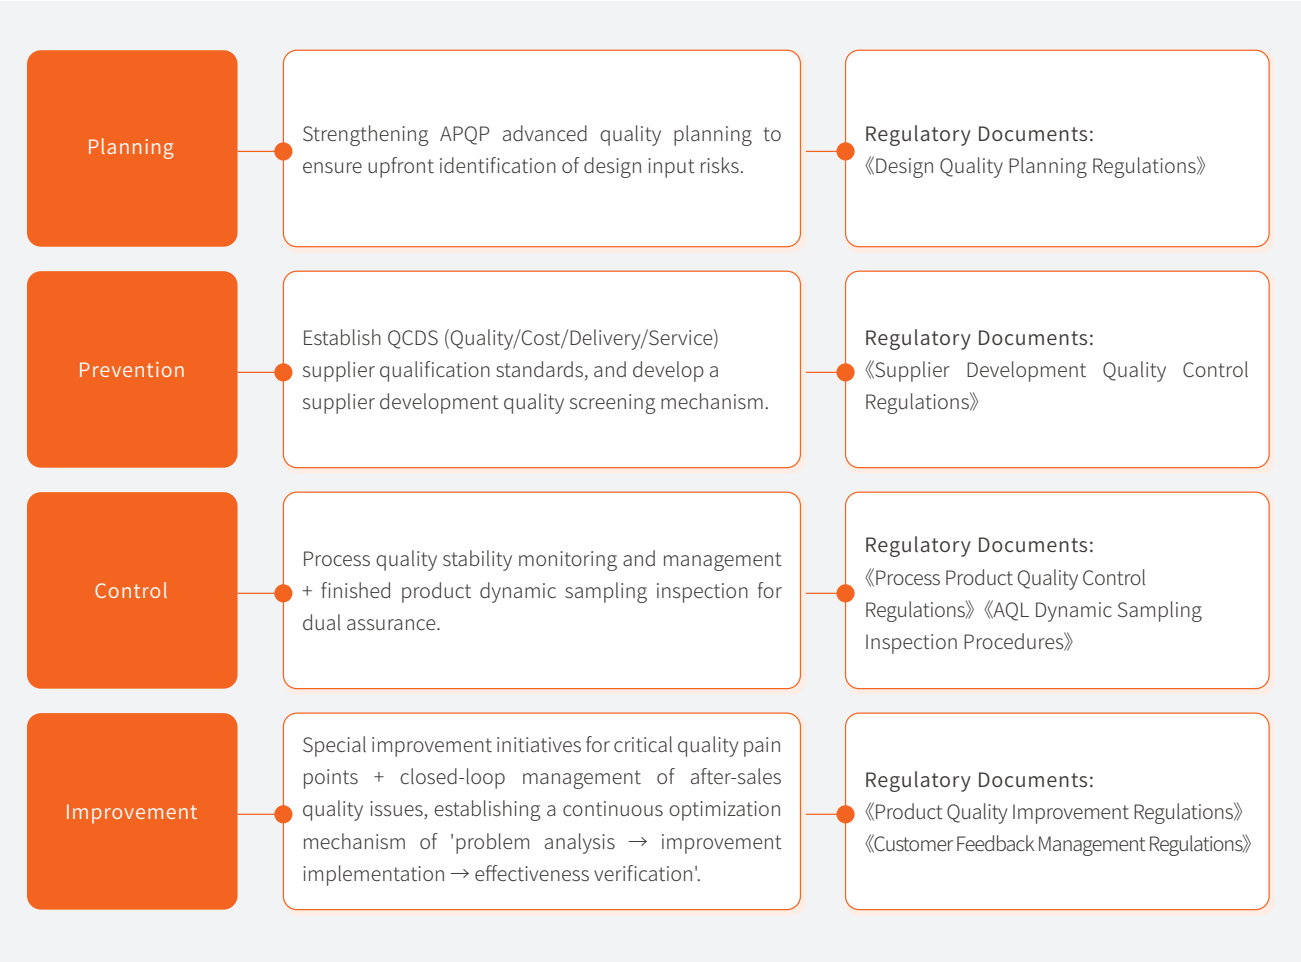 Planning
Strengthening APQP advanced quality planning to
ensure upfront identification of design input risks.
Regulatory Documents:
《Design Quality Planning Regulations》
Prevention
Establish QCDS (Quality/Cost/Delivery/Service)
supplier qualification standards, and develop a
supplier development quality screening mechanism.
Regulatory Documents:
《Supplier Development Quality Control
Regulations》
Control
Process quality stability monitoring and management
+ finished product dynamic sampling inspection for
dual assurance.
Regulatory Documents:
《Process Product Quality Control
Regulations》《AQL Dynamic Sampling
Inspection Procedures》
Improvement
Special improvement initiatives for critical quality pain
points + closed-loop management of after-sales
quality issues, establishing a continuous optimization
mechanism of 'problem analysis → improvement
implementation → effectiveness verification'.
Regulatory Documents:
《Product Quality Improvement Regulations》
《Customer Feedback Management Regulations》